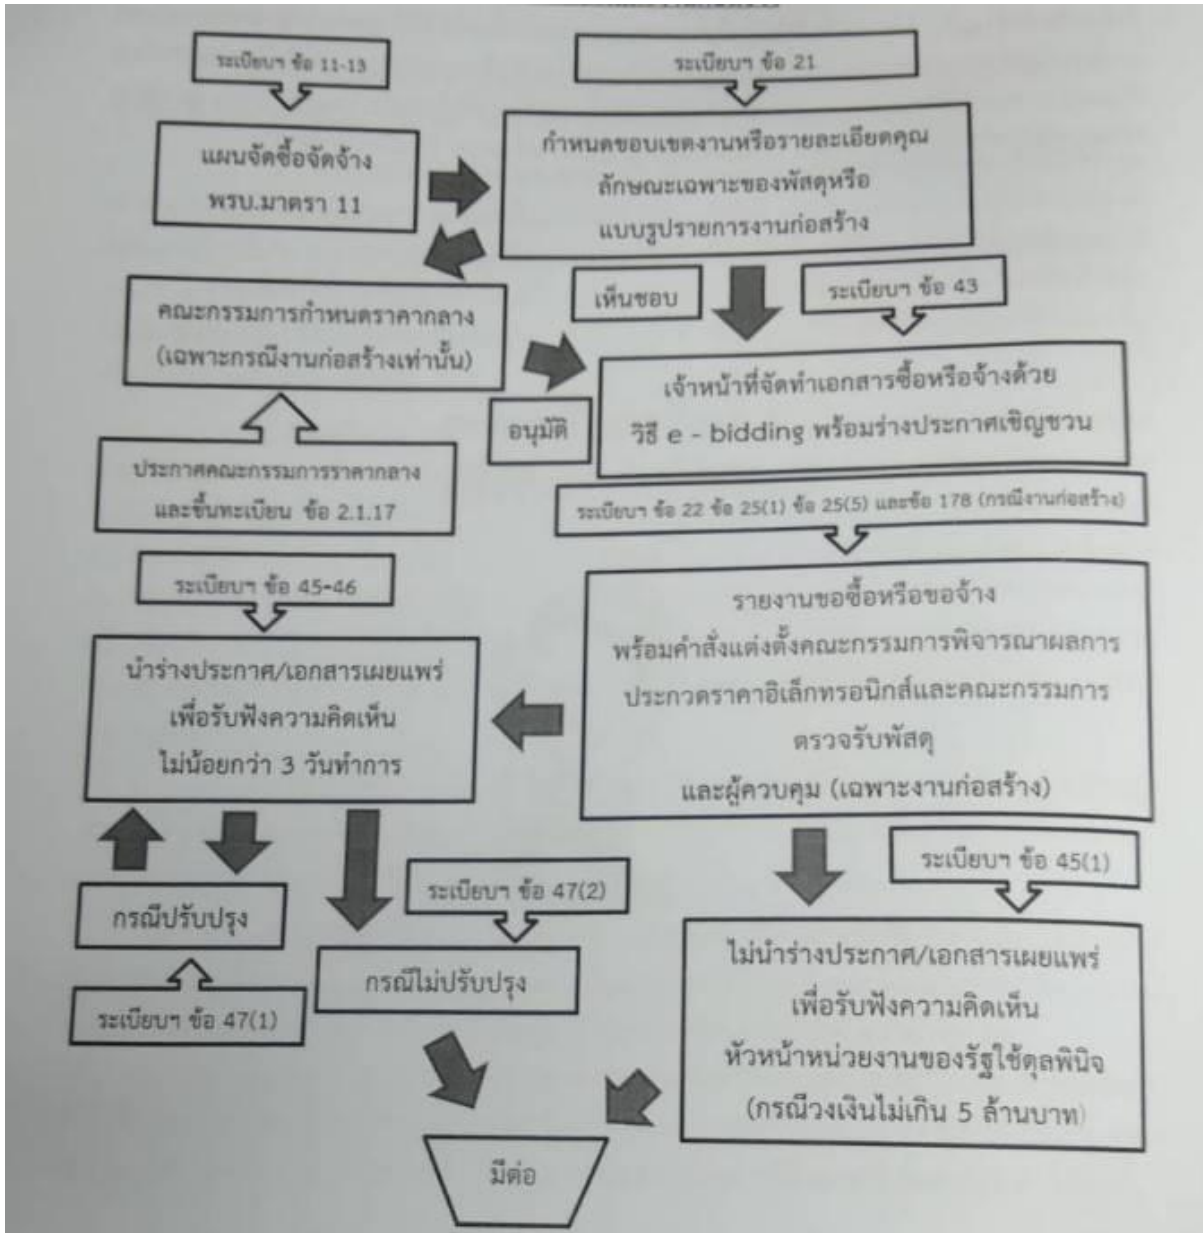 ระเบียบฯ ข้อ 11-13
ระเบียบฯ ข้อ 21
แผนจัดซื้อจัดจ้าง
พรบ.มาตรา 11
กำหนดขอบเขตงานหรือรายละเอียดคุณ
ลักษณะเฉพาะของพัสดุหรือ
แบบรูปรายการงานก่อสร้าง
คณะกรรมการกำหนดราคากลาง
(เฉพาะกรณีงานก่อสร้างเท่านั้น)
เห็นชอบ
ระเบียบฯ ข้อ 43
อนุมัติ
เจ้าหน้าที่จัดทำเอกสารซื้อหรือจ้างด้วย
วิธี e - bidding พร้อมร่างประกาศเชิญชวน
ประกาศคณะกรรมการราคากลาง
และขึ้นทะเบียน ข้อ 2.1.17
ระเบียบฯ ข้อ 22 ข้อ 25(1) ข้อ 25(5) และข้อ 178 (กรณีงานก่อสร้าง)
ระเบียบฯ ข้อ 45-46
รายงานขอซื้อหรือขอจ้าง
พร้อมคำสั่งแต่งตั้งคณะกรรมการพิจารณาผลการ
ประกวดราคาอิเล็กทรอนิกส์และคณะกรรมการ
ตรวจรับพัสดุ
และผู้ควบคุม (เฉพาะงานก่อสร้าง)
นำร่างประกาศ/เอกสารเผยแพร่
เพื่อรับฟังความคิดเห็น
ไม่น้อยกว่า 3 วันทำการ
ระเบียบฯ ข้อ 45(1)
กรณีปรับปรุง
ระเบียบฯ ข้อ 47(2)
กรณีไม่ปรับปรุง
ระเบียบฯ ข้อ 47(1)
ไม่นำร่างประกาศ/เอกสารเผยแพร่
เพื่อรับฟังความคิดเห็น
หัวหน้าหน่วยงานของรัฐใช้ดุลพินิจ
(กรณีวงเงินไม่เกิน 5 ล้านบาท)
มีต่อ